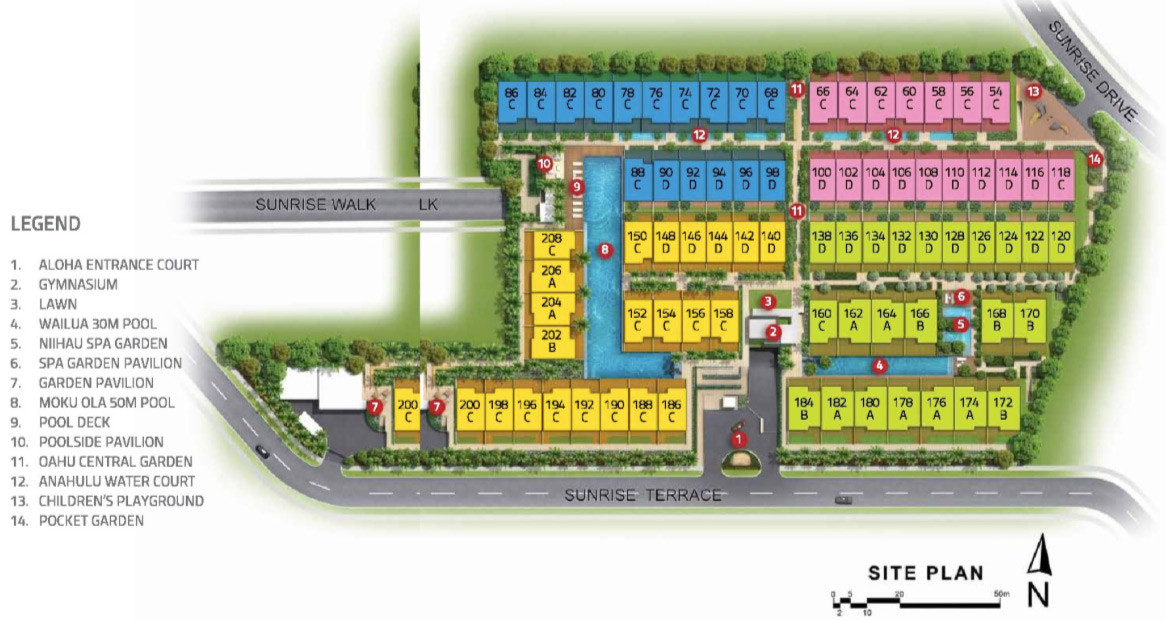 SUNRISE DRIVE
86 C 84 C 82 C 80 C 78 C 76 C 74 C 72 C 70 C 68 C 11 66 C 64 C 62 C 60 C 58 C 56 C 54 C 13
12 12
10 9 88 C 90 D 92 D 94 D 96 D 98 D 100 D 102 D 104 D 106 D 108 D 110 D 112 D 114 D 116 D 118 C 14
SUNRISE WALK LK
11
LEGEND
208 C 8 150 C 148 D 146 D 144 D 142 D 140 D 138 D 136 D 134 D 132 D 130 D 128 D 126 D 124 D 122 D 120 D
1. ALOHA ENTRANCE COURT
2. GYMNASIUM
3. LAWN
4. WAILUA 30M POOL
5. NIIHAU SPA GARDEN
6. SPA GARDEN PAVILION
7. GARDEN PAVILION
8. MOKU OLA 50M POOL
9. POOL DECK
10. POOLSIDE PAVILION
11. OAHU CENTRAL GARDEN
12. ANAHULU WATER COURT
13. CHILDREN'S PLAYGROUND
14. POCKET GARDEN
206 A
204 A
202 B
152 C 154 C 156 C 158 C 3 2 160 C 162 A 164 A 166 B 6 5 168 B 170 B
4
7 200 C 7 200 C 198 C 196 C 194 C 192 C 190 C 188 C 186 C 1 184 B 182 A 180 A 178 A 176 A 174 A 172 B
SUNRISE TERRACE
SITE PLAN
N
0 5 20 50m
2 10